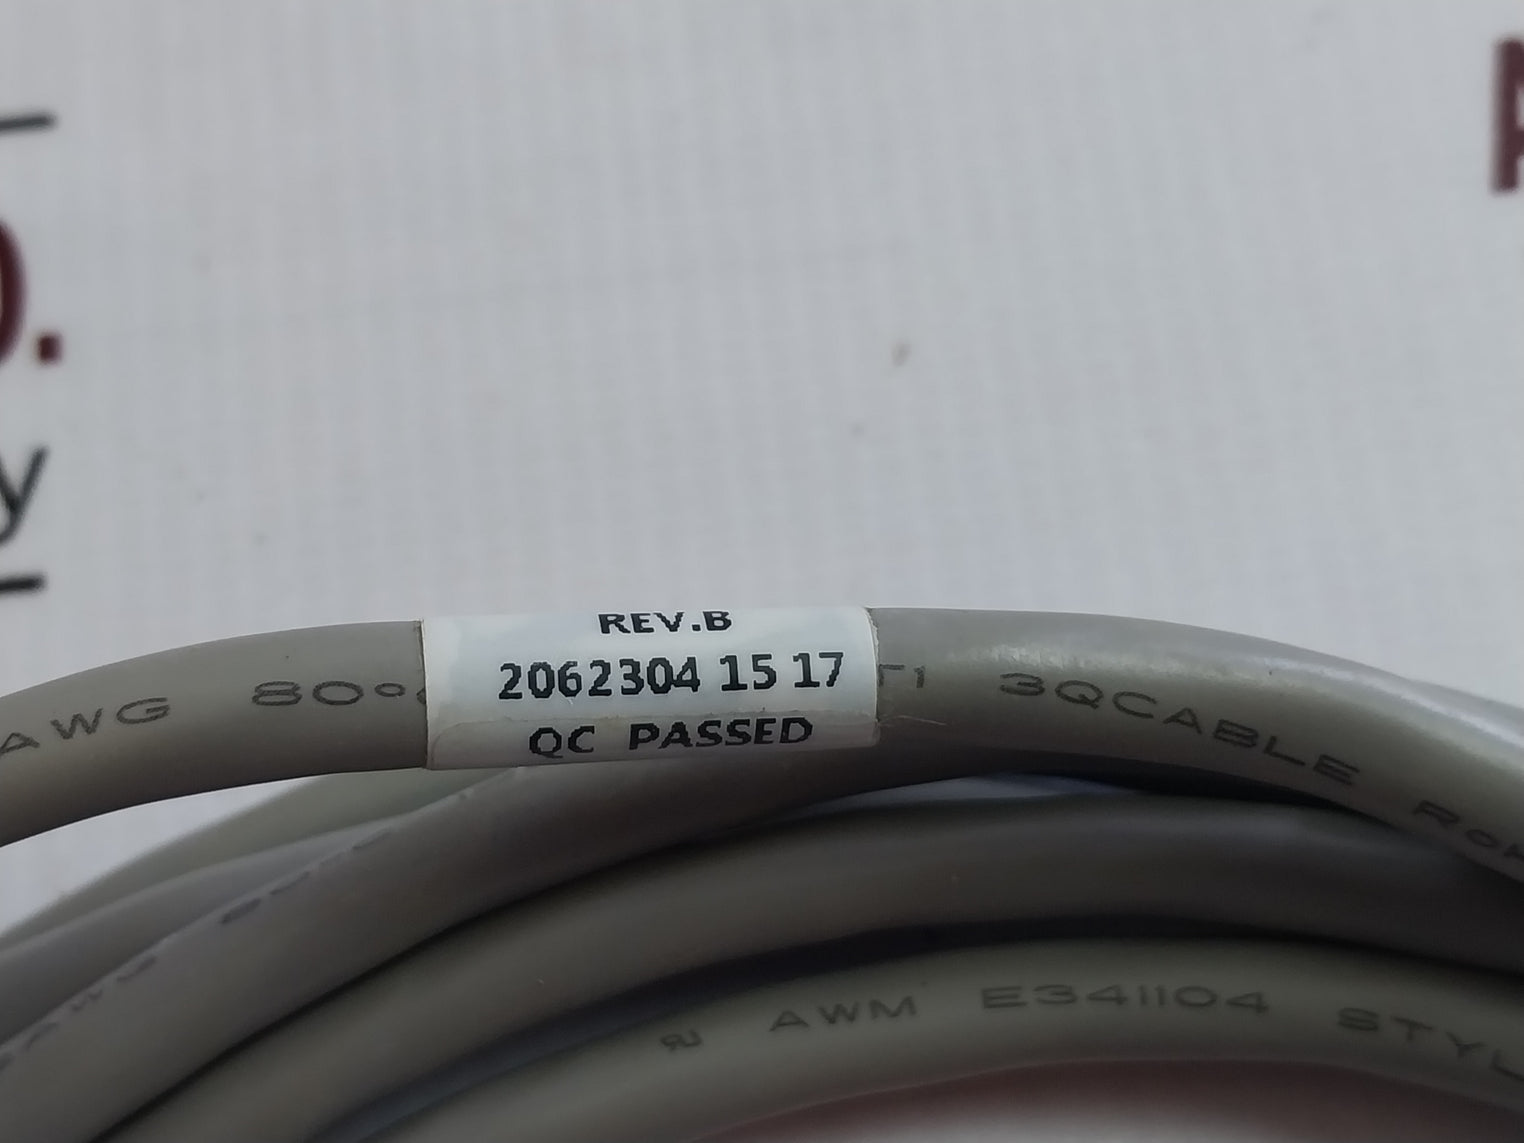 REV.B
2062304 15 17
QC PASSED
AWG 80°
3QCABLE
AWM E341104